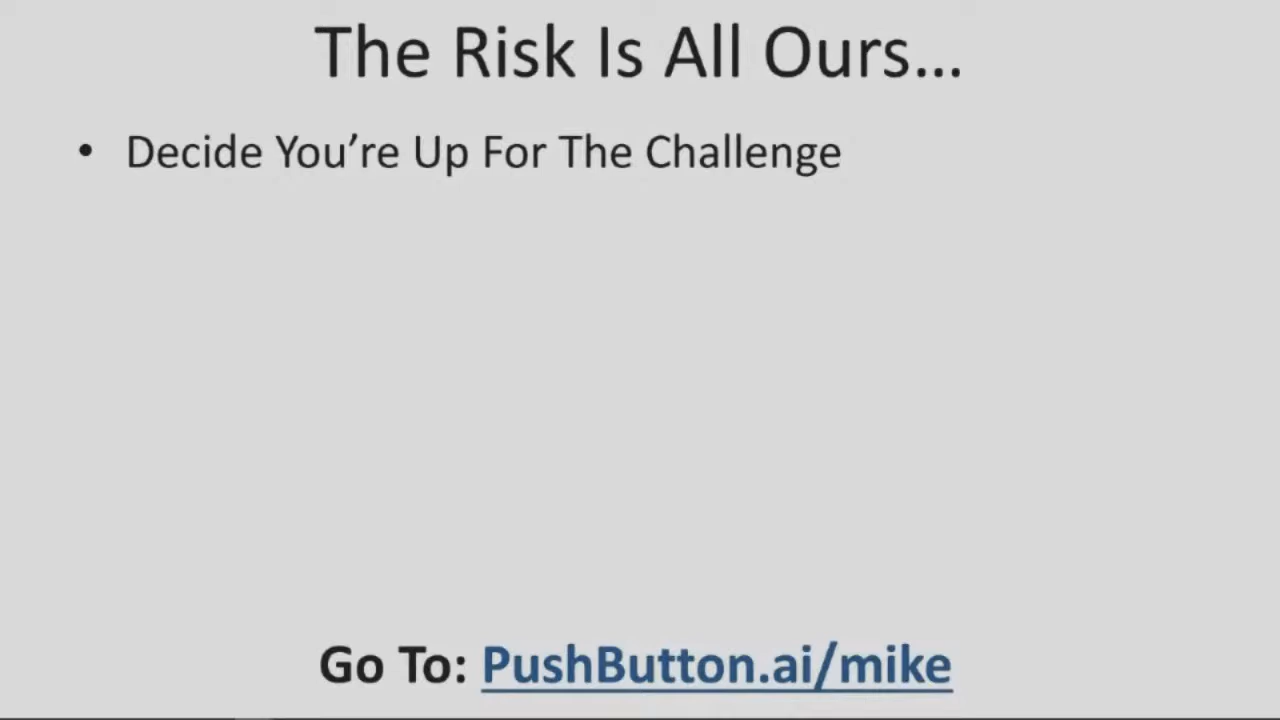 The Risk Is All Ours...
• Decide You're Up For The Challenge
Go To: PushButton.ai/mike